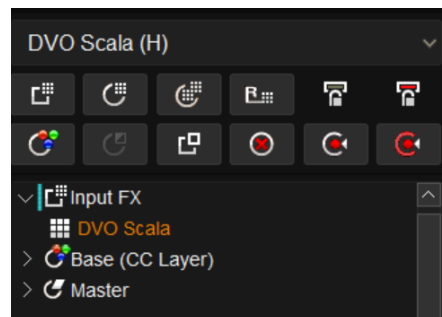 DVO Scala (H)
R
Input FX
DVO Scala
Base (CC Layer)
Master